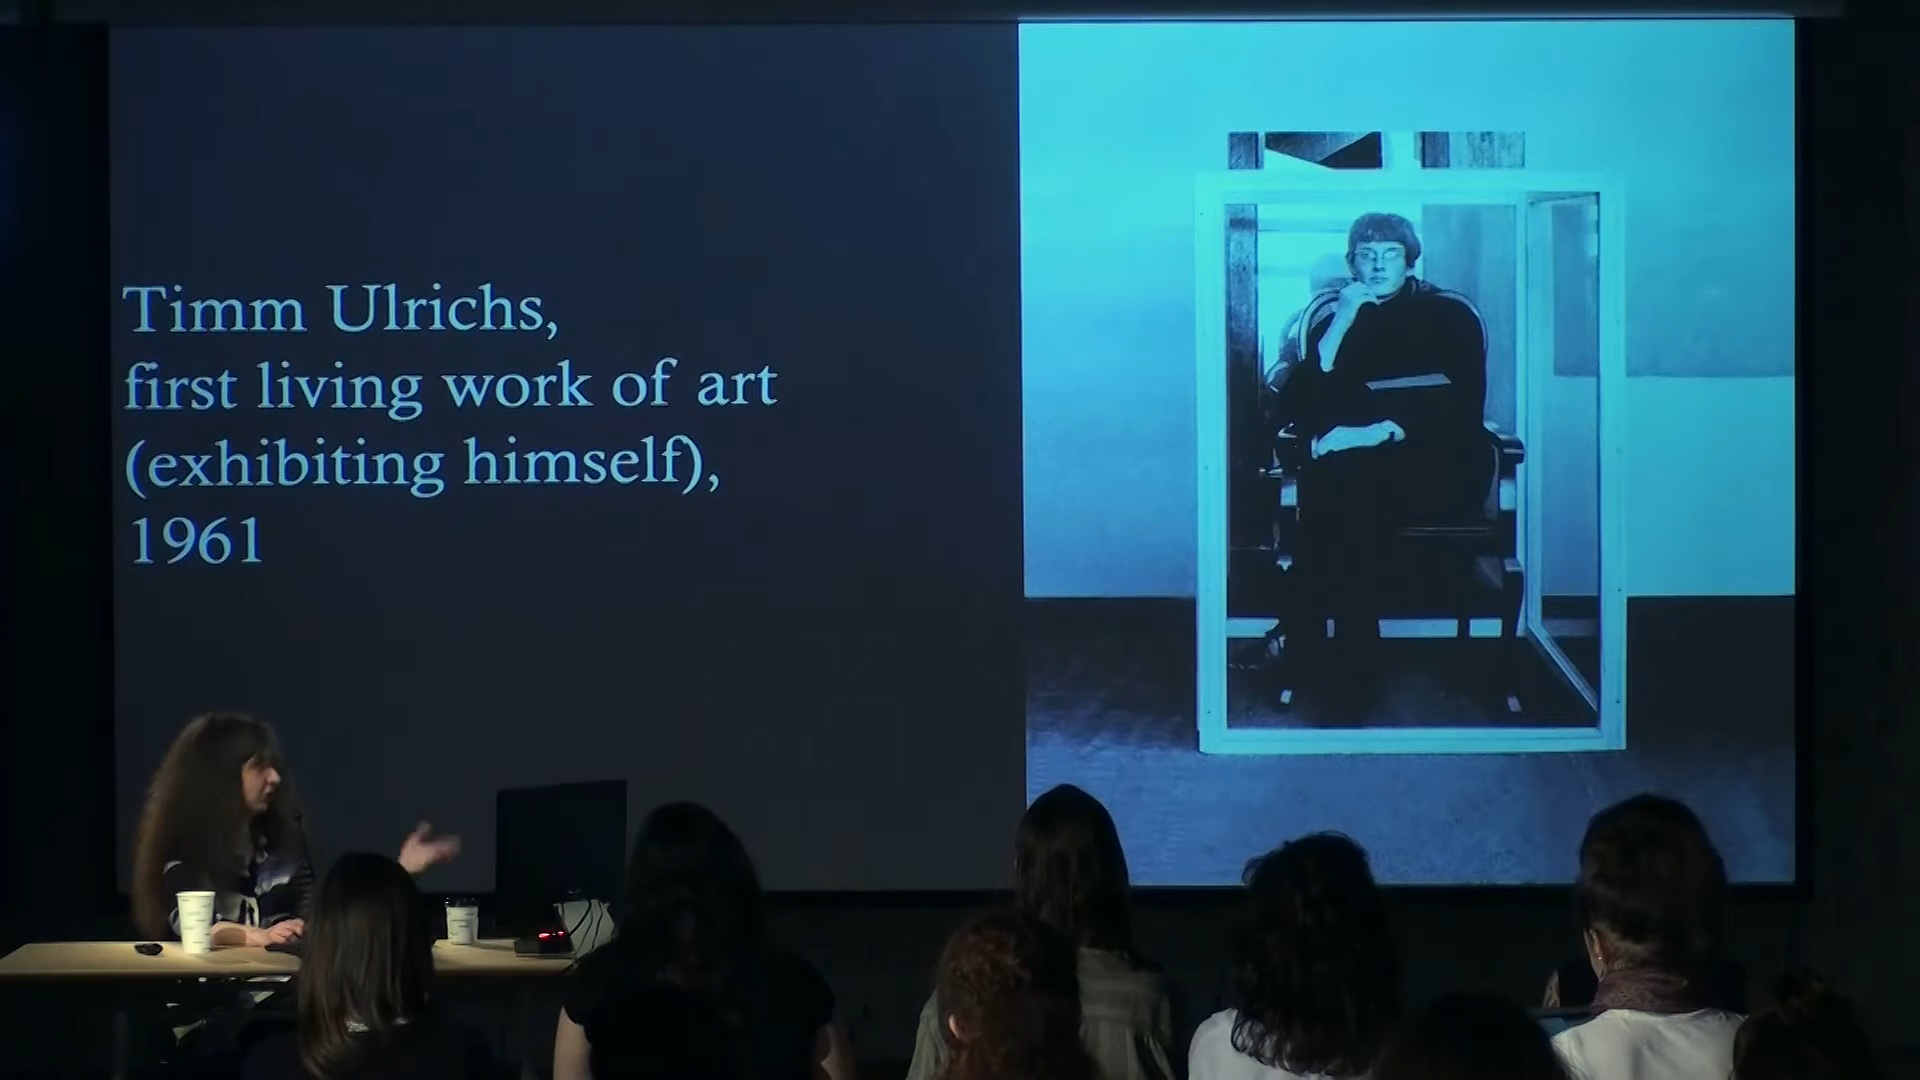 Timm Ulrichs,
first living work of art
(exhibiting himself),
1961